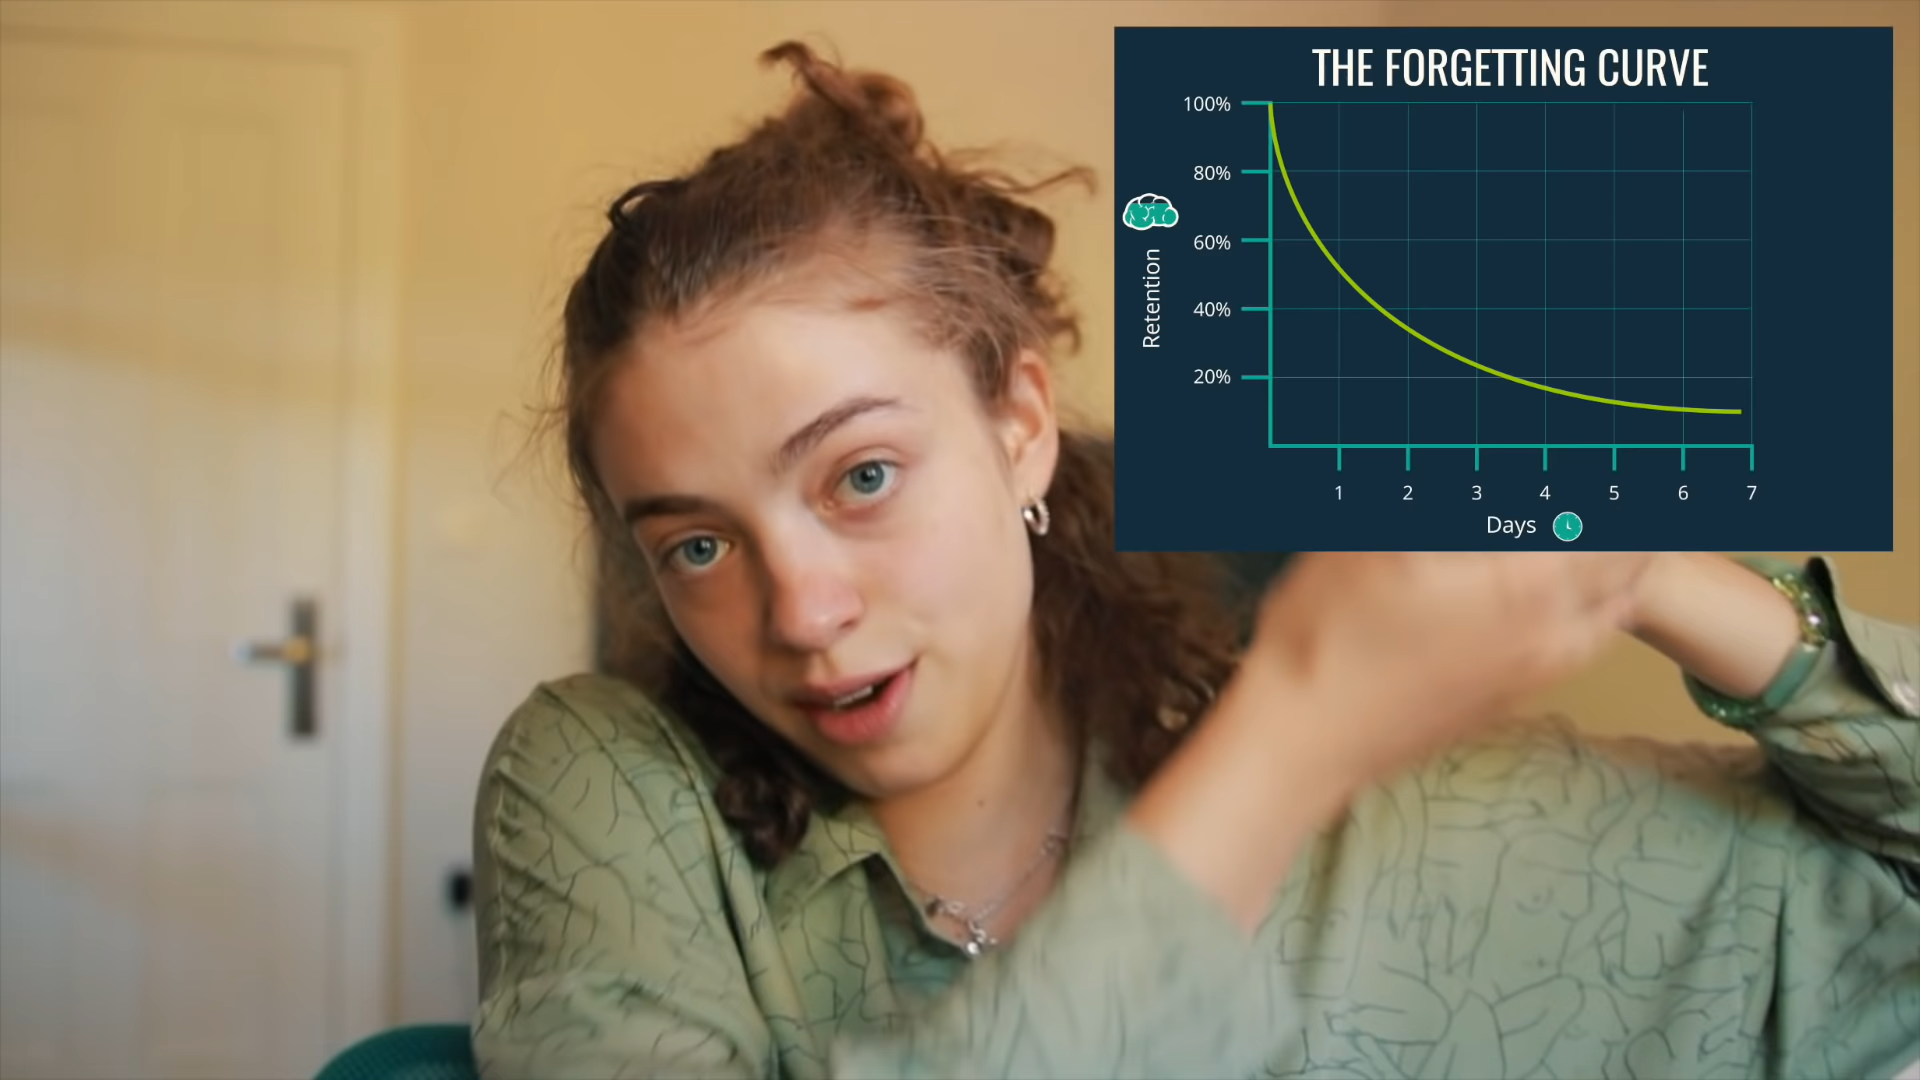 THE FORGETTING CURVE
100%
80%
60%
40%
20%
Retention
1 2 3 4 5 6 7
Days